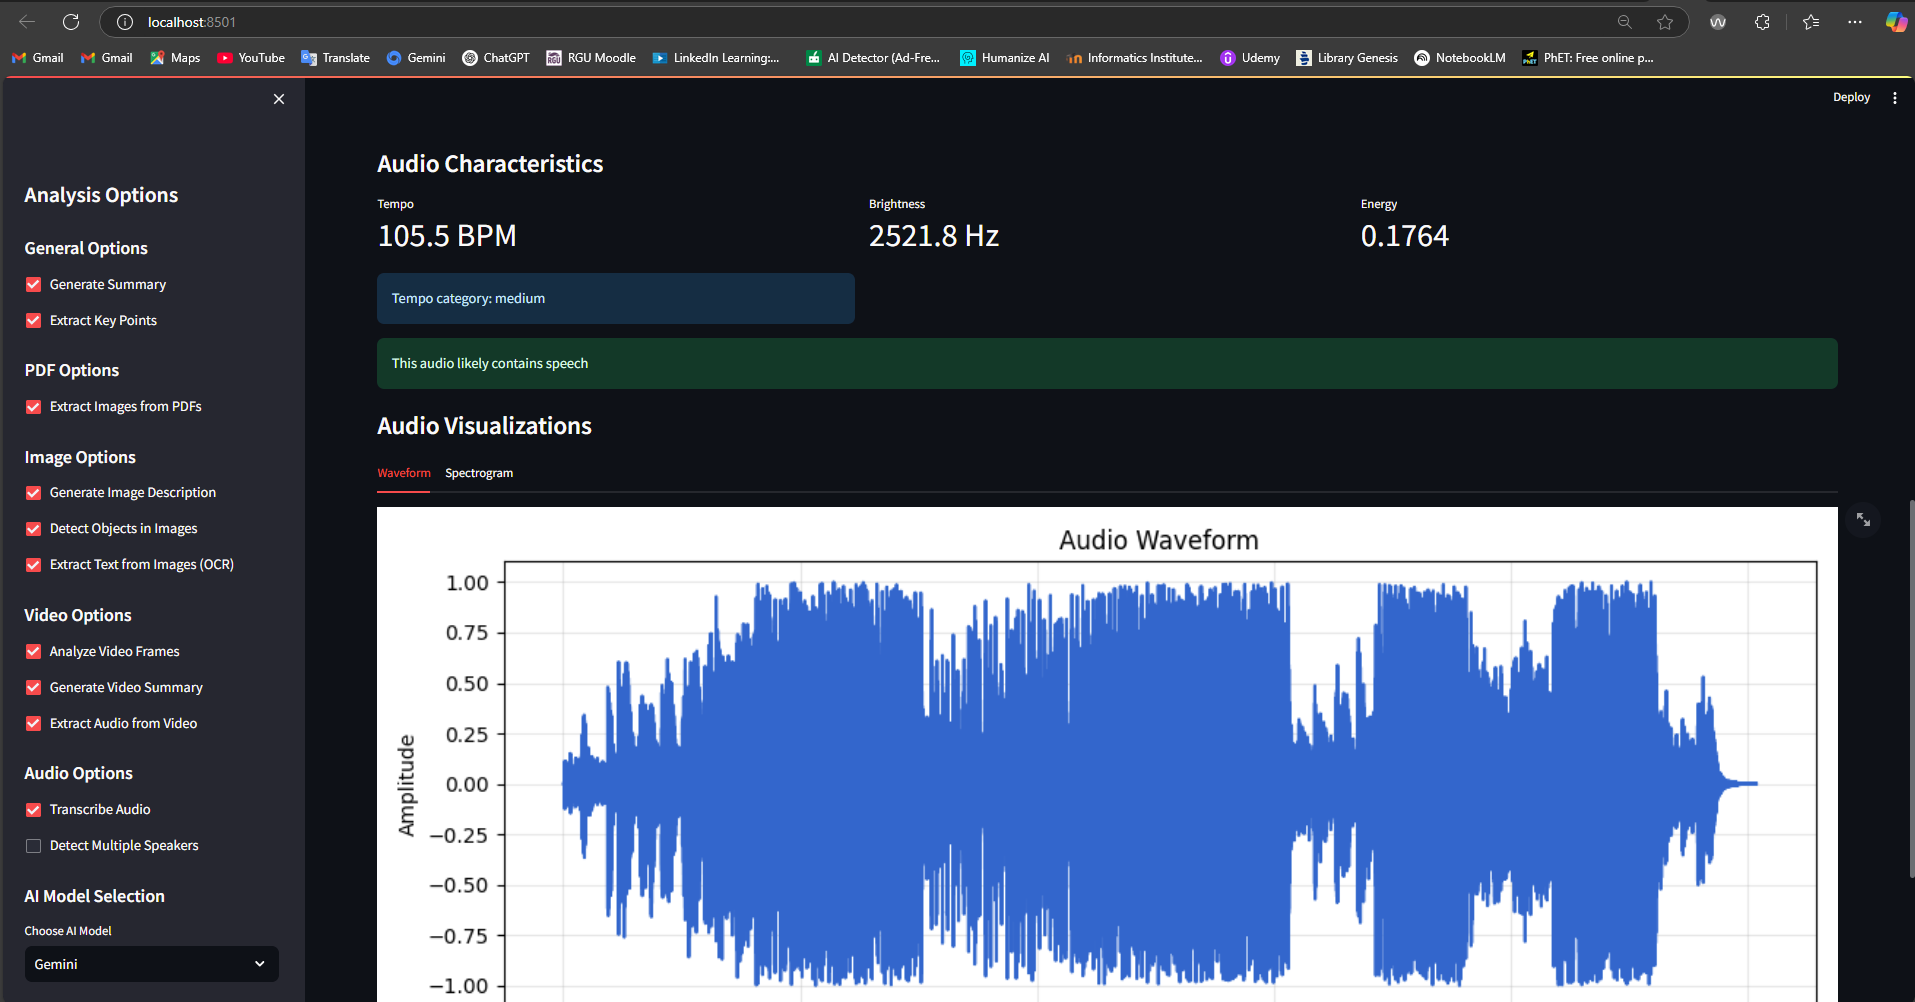 localhost:8501
Gmail Gmail Maps YouTube Translate Gemini ChatGPT RGU Moodle LinkedIn Learning:... AI Detector (Ad-Fre... Humanize AI Informatics Institute... Udemy Library Genesis NotebookLM PhET: Free online p...
Deploy
Analysis Options
General Options
Generate Summary
Extract Key Points
PDF Options
Extract Images from PDFs
Image Options
Generate Image Description
Detect Objects in Images
Extract Text from Images (OCR)
Video Options
Analyze Video Frames
Generate Video Summary
Extract Audio from Video
Audio Options
Transcribe Audio
Detect Multiple Speakers
AI Model Selection
Choose AI Model
Gemini
Audio Characteristics
Tempo Brightness Energy
105.5 BPM 2521.8 Hz 0.1764
Tempo category: medium
This audio likely contains speech
Audio Visualizations
Waveform Spectrogram
Audio Waveform
Amplitude
1.00
0.75
0.50
0.25
0.00
−0.25
−0.50
−0.75
−1.00